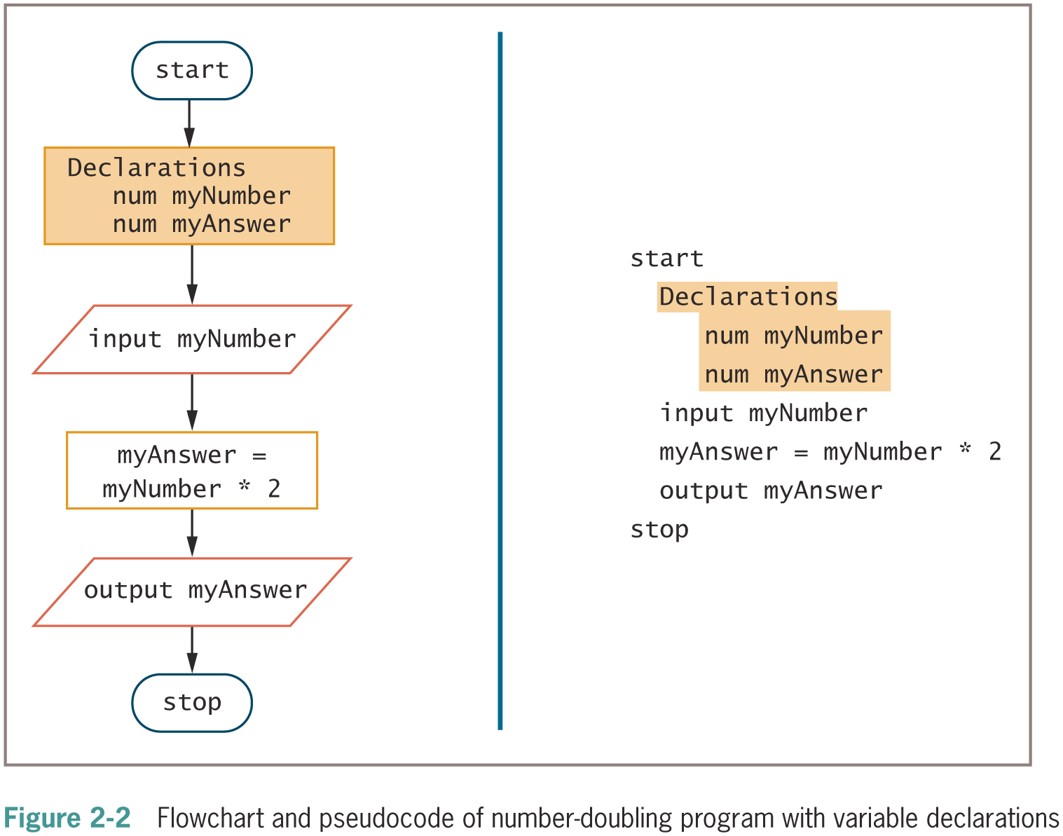 start
Declarations
num myNumber
num myAnswer
input myNumber
myAnswer =
myNumber * 2
output myAnswer
stop
start
Declarations
num myNumber
num myAnswer
input myNumber
myAnswer = myNumber * 2
output myAnswer
stop
Figure 2-2 Flowchart and pseudocode of number-doubling program with variable declarations